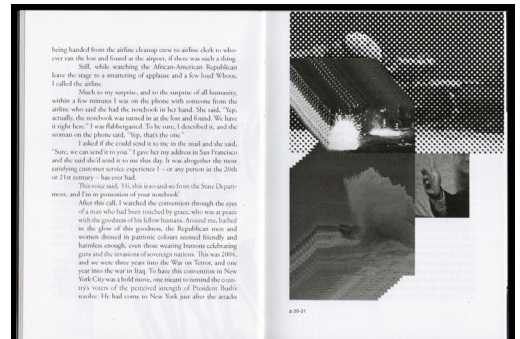 being handed from the airline cleanup crew to airline clerk to who-
ever ran the lost and found at the airport, if there was such a thing.
Still, while watching the African-American Republican
leave the stage to a smattering of applause and a few loud Whoos,
I called the airline.
Much to my surprise, and to the surprise of all humanity,
within a few minutes I was on the phone with someone from the
airline who said she had the notebook in her hand. She said, "Yep,
actually, the notebook was turned in at the lost and found. We have
it right here." I was flabbergasted. To be sure, I described it, and the
woman on the phone said, "Yep, that's the one."
I asked if she could send it to me in the mail and she said,
"Sure, we can send it to you." I gave her my address in San Francisco
and she said she'd send it to me that day. It was altogether the most
satisfying customer service experience I – or any person in the 20th
or 21st century – has ever had.
This voice said, 'Hi, this is so-and-so from the State Depart-
ment, and I'm in possession of your notebook'
After this call, I watched the convention through the eyes
of a man who had been touched by grace, who was at peace
with the goodness of his fellow humans. Around me, bathed
in the glow of this goodness, the Republican men and
women dressed in patriotic colours seemed friendly and
harmless enough, even those wearing buttons celebrating
guns and the invasions of sovereign nations. This was 2004,
and we were three years into the War on Terror, and one
year into the war in Iraq. To have this convention in New
York City was a bold move, one meant to remind the coun-
try's voters of the perceived strength of President Bush's
resolve. He had come to New York just after the attacks
p 20-21